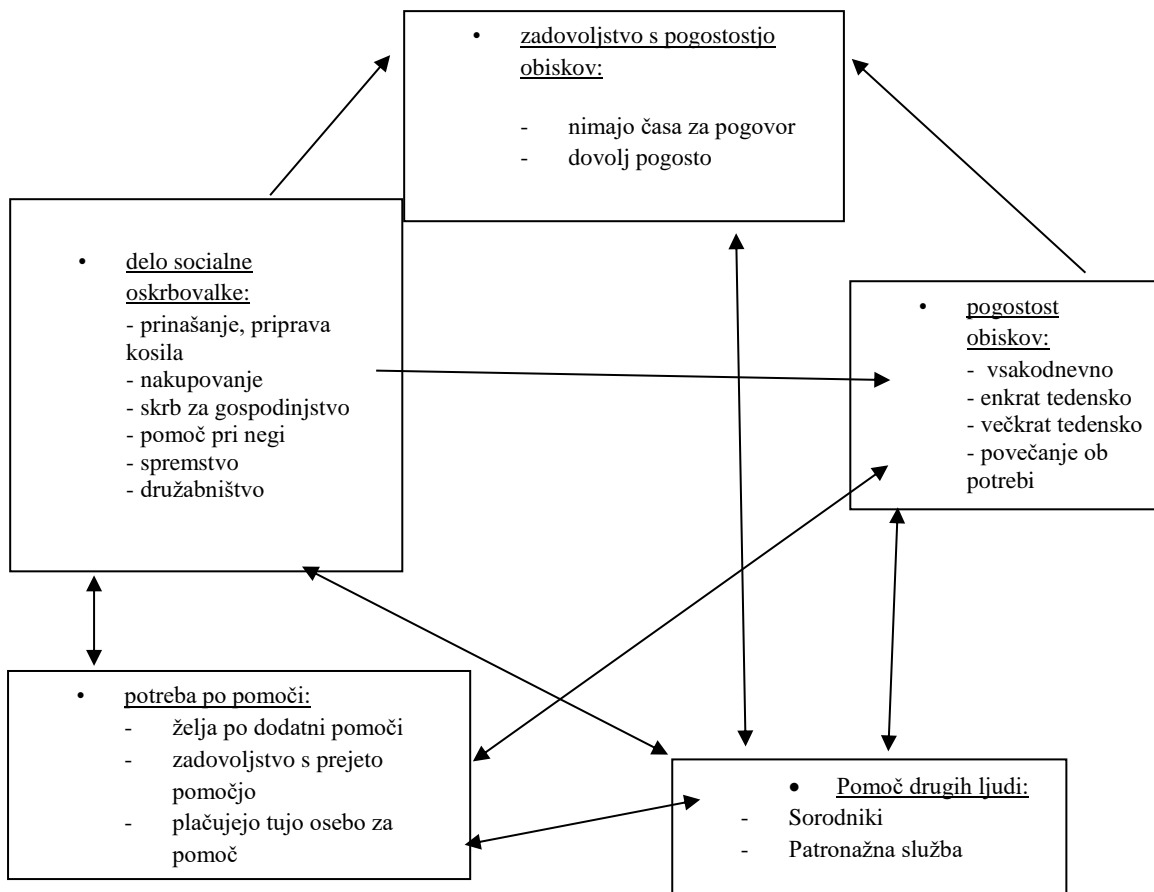 • zadovoljstvo s pogostostjo
obiskov:
- nimajo časa za pogovor
- dovolj pogosto
• delo socialne
oskrbovalke:
- prinašanje, priprava
kosila
- nakupovanje
- skrb za gospodinjstvo
- pomoč pri negi
- spremstvo
- družabništvo
• pogostost
obiskov:
- vsakodnevno
- enkrat tedensko
- večkrat tedensko
- povečanje ob
potrebi
• potreba po pomoči:
- želja po dodatni pomoči
- zadovoljstvo s prejeto
pomočjo
- plačujejo tujo osebo za
pomoč
• Pomoč drugih ljudi:
- Sorodniki
- Patronažna služba